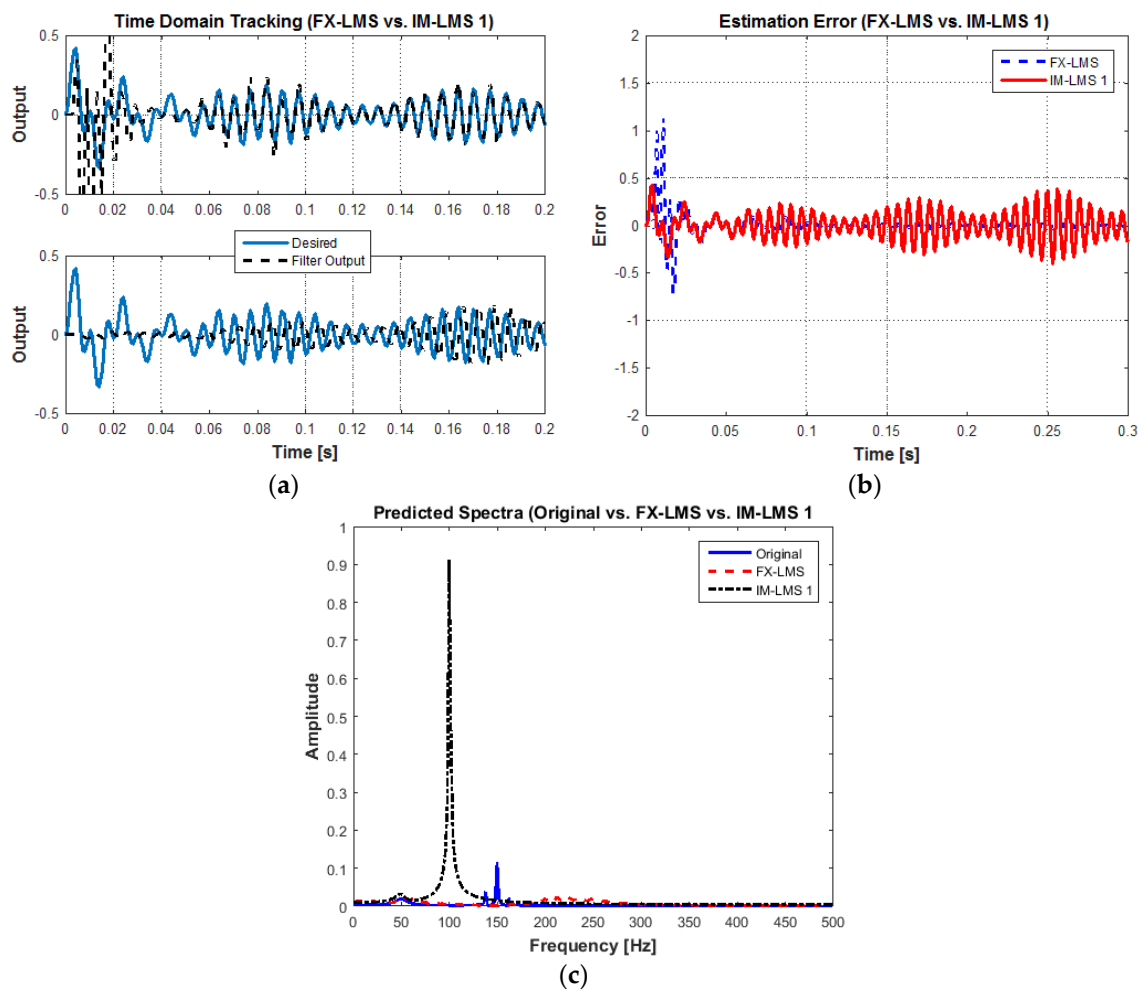 Time Domain Tracking (FX-LMS vs. IM-LMS 1)
0.5
0
-0.5
Output
0 0.02 0.04 0.06 0.08 0.1 0.12 0.14 0.16 0.18 0.2
Desired
Filter Output
0.5
0
-0.5
Output
0 0.02 0.04 0.06 0.08 0.1 0.12 0.14 0.16 0.18 0.2
Time [s]
(a)
Estimation Error (FX-LMS vs. IM-LMS 1)
FX-LMS
IM-LMS 1
2
1.5
1
0.5
0
-0.5
-1
-1.5
-2
Error
0 0.05 0.1 0.15 0.2 0.25 0.3
Time [s]
(b)
Predicted Spectra (Original vs. FX-LMS vs. IM-LMS 1
Original
FX-LMS
IM-LMS 1
1
0.9
0.8
0.7
0.6
0.5
0.4
0.3
0.2
0.1
0
Amplitude
0 50 100 150 200 250 300 350 400 450 500
Frequency [Hz]
(c)